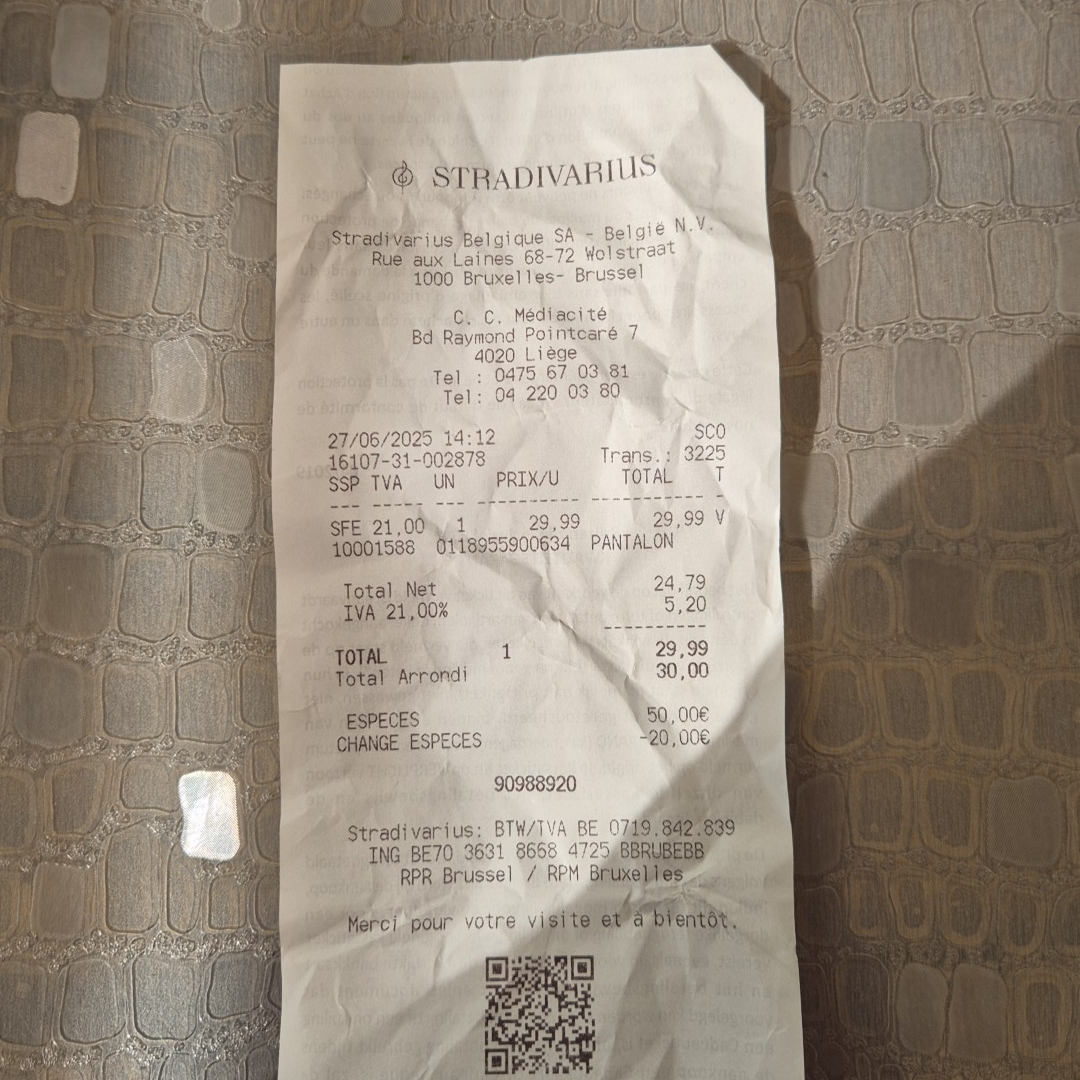 STRADIVARIUS
Stradivarius Belgique SA - België N.V.
Rue aux Laines 68-72 Wolstraat
1000 Bruxelles- Brussel
C. C. Médiacité
Bd Raymond Pointcaré 7
4020 Liège
Tel : 0475 67 03 81
Tel: 04 220 03 80
27/06/2025 14:12 SCO
16107-31-002878 Trans.: 3225
SSP TVA UN PRIX/U TOTAL T
--- ---- --- ---------- ----------- -
SFE 21,00 1 29,99 29,99 V
10001588 0118955900634 PANTALON
Total Net 24,79
IVA 21,00% 5,20
----------
TOTAL 1 29,99
Total Arrondi 30,00
ESPECES 50,00€
CHANGE ESPECES -20,00€
90988920
Stradivarius: BTW/TVA BE 0719.842.839
ING BE70 3631 8668 4725 BBRUBEBB
RPR Brussel / RPM Bruxelles
Merci pour votre visite et à bientôt.